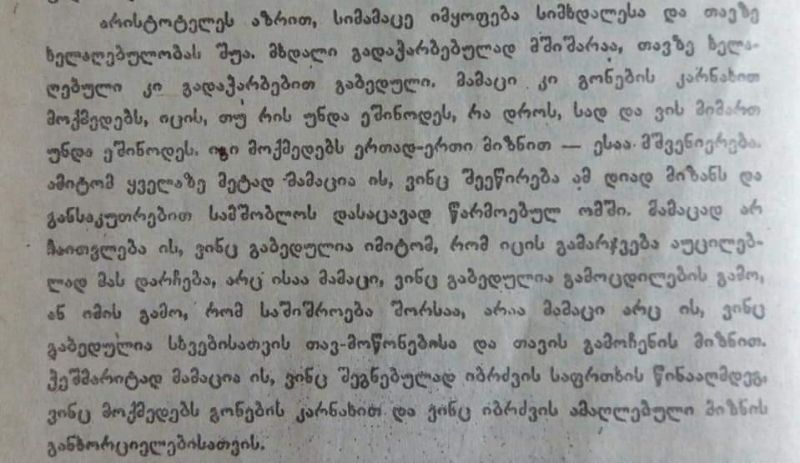 არისტოტელეს აზრით, სიმამაცე იმყოფება სიმხდალესა და თავზე
ხელაღებულობას შუა. მხდალი გადაჭარბებულად მშიშარაა, თავზე ხელა-
ღებული კი გადაჭარბებით გაბედული. მამაცი კი გონების კარნახით
მოქმედებს, იცის, თუ რის უნდა ეშინოდეს, რა დროს, სად და ვის მიმართ
უნდა ეშინოდეს. იგი მოქმედებს ერთად-ერთი მიზნით — ესაა მშვენიერება.
ამიტომ ყველაზე მეტად მამაცია ის, ვინც შეეწირება ამ დიად მიზანს და
განსაკუთრებით სამშობლოს დასაცავად წარმოებულ ომში. მამაცად არ
ჩაითვლება ის, ვინც გაბედულია იმიტომ, რომ იცის გამარჯვება აუცილებ-
ლად მას დარჩება, არც ისაა მამაცი, ვინც გაბედულია გამოცდილების გამო,
ან იმის გამო, რომ საშიშროება შორსაა, არაა მამაცი არც ის, ვინც
გაბედულია სხვებისათვის თავ-მოწონებისა და თავის გამოჩენის მიზნით.
ჭეშმარიტად მამაცია ის, ვინც შეგნებულად იბრძვის საფრთხის წინააღმდეგ,
ვინც მოქმედებს გონების კარნახით და ვინც იბრძვის ამაღლებული მიზნის
განხორციელებისათვის.